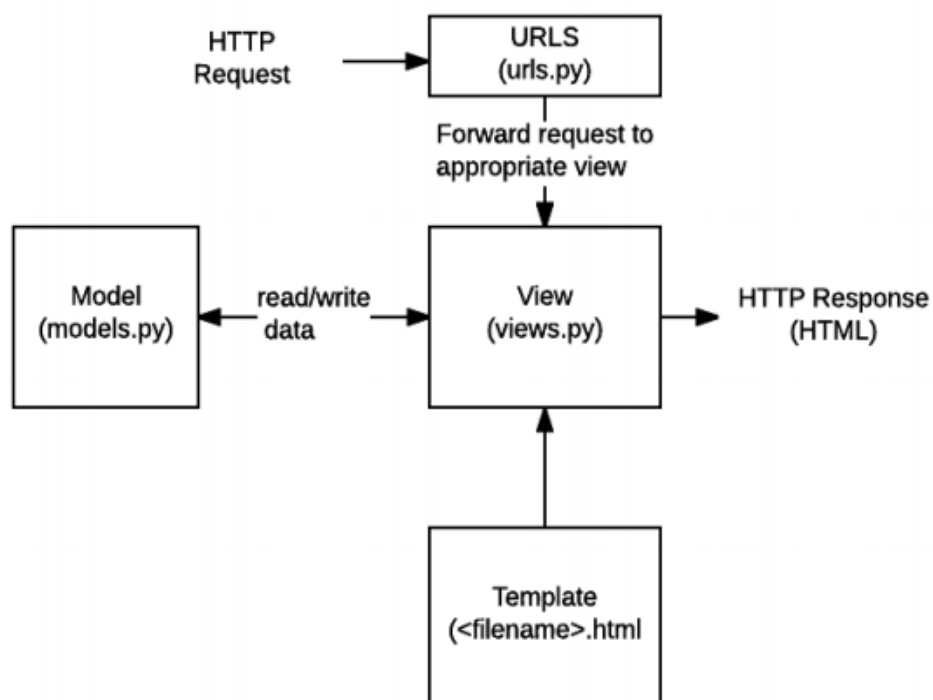 HTTP
Request
URLS
(urls.py)
Forward request to
appropriate view
Model
(models.py)
read/write
data
View
(views.py)
HTTP Response
(HTML)
Template
(<filename>.html